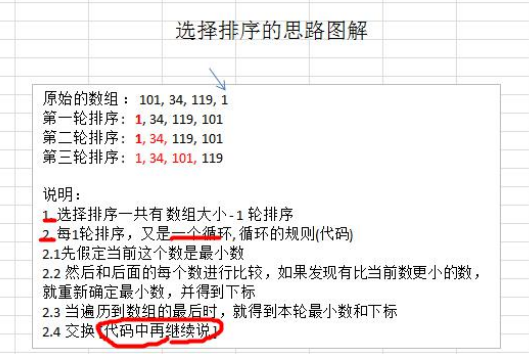 选择排序的思路图解
原始的数组： 101, 34, 119, 1
第一轮排序: 1, 34, 119, 101
第二轮排序: 1, 34, 119, 101
第三轮排序: 1, 34, 101, 119
说明：
1. 选择排序一共有 数组大小 - 1 轮排序
2. 每1轮排序，又是一个循环, 循环的规则(代码)
2.1先假定当前这个数是最小数
2.2 然后和后面的每个数进行比较，如果发现有比当前数更小的数，
就重新确定最小数，并得到下标
2.3 当遍历到数组的最后时，就得到本轮最小数和下标
2.4 交换 [代码中再继续说]